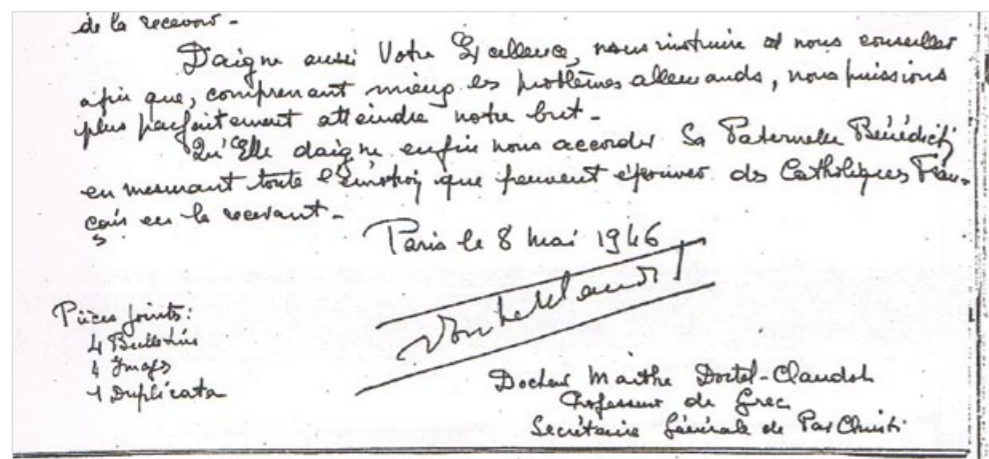 de la recevoir -
Daigne aussi Votre Excellence, nous instruire et nous conseiller
afin que, comprenant mieux les problèmes allemands, nous puissions
plus parfaitement atteindre notre but -
Qu'Elle daigne enfin nous accorder Sa Paternelle Bénédict
en mesurant toute l'émotion que peuvent éprouver des Catholiques Fran-
çais en la recevant -
Paris le 8 Mai 1946
Pièces jointes:
4 Bulletins
4 Images
1 Duplicata
Docteur Marthe Dortel-Claudot
Professeur de Grec
Secrétaire Générale de Pax Christi